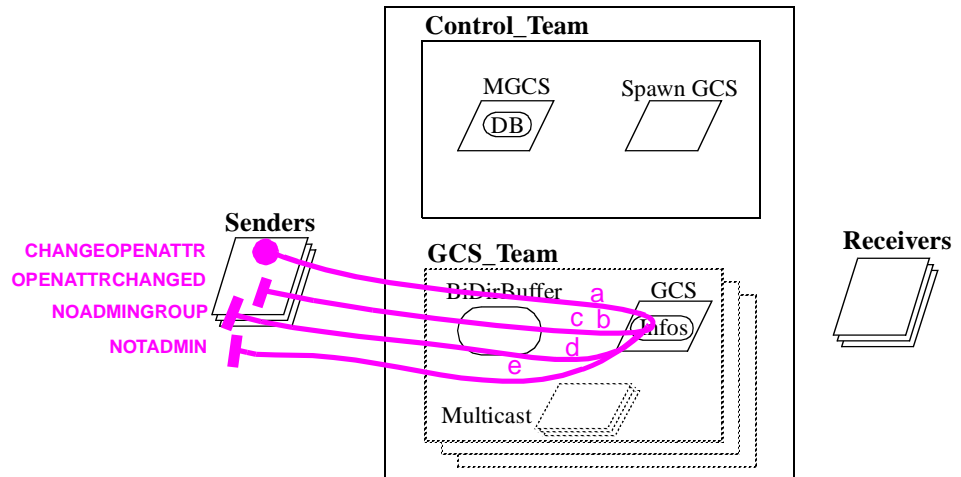 Control_Team
MGCS
Spawn GCS
DB
Senders
CHANGEOPENATTR
OPENATTRCHANGED
NOADMINGROUP
NOTADMIN
GCS_Team
Receivers
BiDirBuffer
a
GCS
c b
Infos
d
e
Multicast